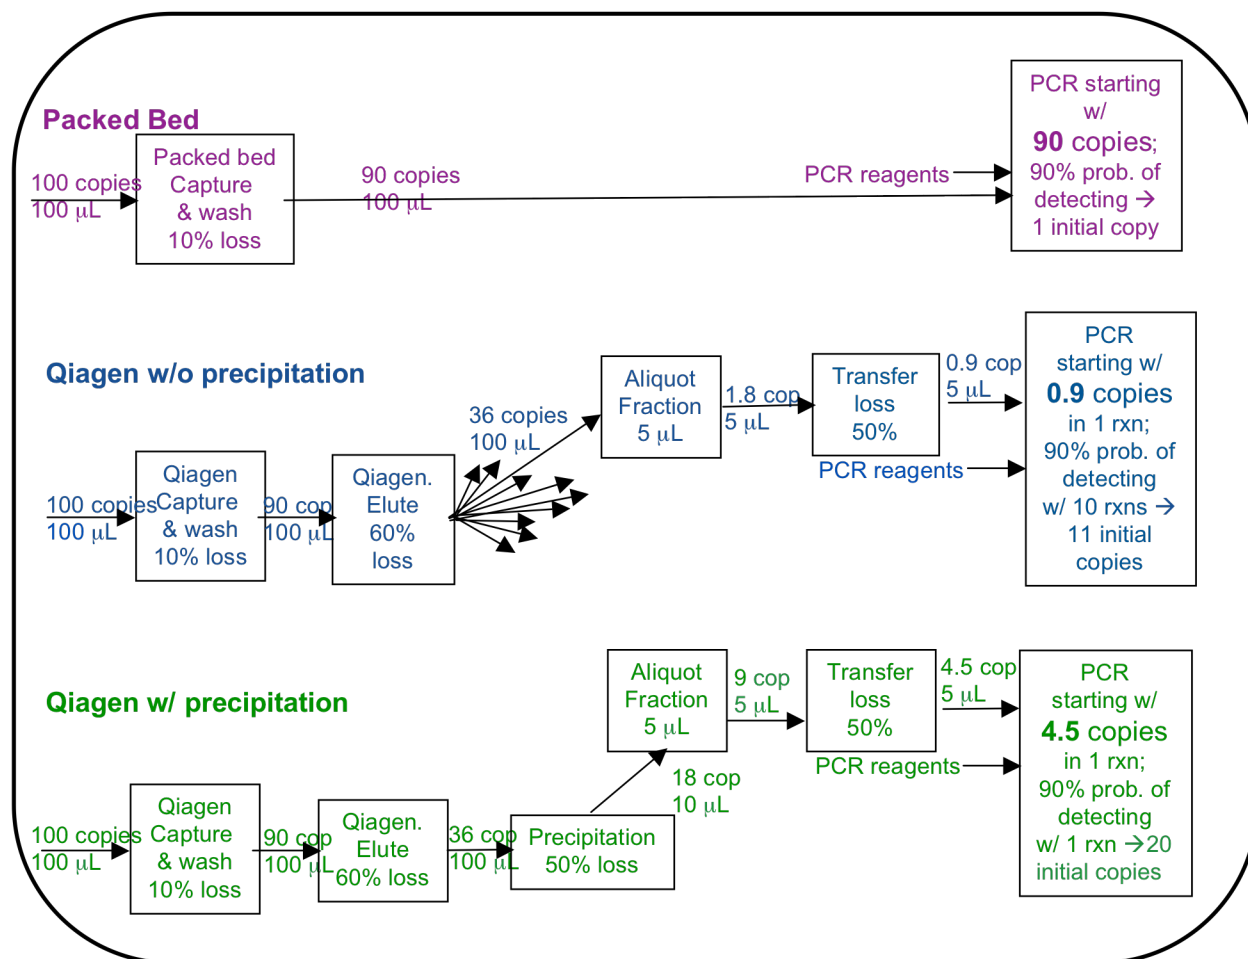 Packed Bed
100 copies
100 μL
Packed bed
Capture
& wash
10% loss
90 copies
100 μL
PCR reagents
PCR starting
w/
90 copies;
90% prob. of
detecting →
1 initial copy
Qiagen w/o precipitation
100 copies
100 μL
Qiagen
Capture
& wash
10% loss
90 cop
100 μL
Qiagen.
Elute
60%
loss
36 copies
100 μL
Aliquot
Fraction
5 μL
1.8 cop
5 μL
Transfer
loss
50%
0.9 cop
5 μL
PCR reagents
PCR
starting w/
0.9 copies
in 1 rxn;
90% prob. of
detecting
w/ 10 rxns →
11 initial
copies
Qiagen w/ precipitation
100 copies
100 μL
Qiagen
Capture
& wash
10% loss
90 cop
100 μL
Qiagen.
Elute
60% loss
36 cop
100 μL
Precipitation
50% loss
18 cop
10 μL
Aliquot
Fraction
5 μL
9 cop
5 μL
Transfer
loss
50%
4.5 cop
5 μL
PCR reagents
PCR
starting w/
4.5 copies
in 1 rxn;
90% prob. of
detecting
w/ 1 rxn →20
initial copies